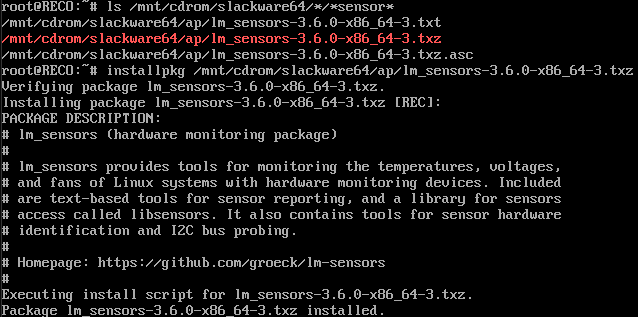 root@RECO:~# ls /mnt/cdrom/slackware64/*/*sensor*
/mnt/cdrom/slackware64/ap/lm_sensors-3.6.0-x86_64-3.txt
/mnt/cdrom/slackware64/ap/lm_sensors-3.6.0-x86_64-3.txz
/mnt/cdrom/slackware64/ap/lm_sensors-3.6.0-x86_64-3.txz.asc
root@RECO:~# installpkg /mnt/cdrom/slackware64/ap/lm_sensors-3.6.0-x86_64-3.txz
Verifying package lm_sensors-3.6.0-x86_64-3.txz.
Installing package lm_sensors-3.6.0-x86_64-3.txz [REC]:
PACKAGE DESCRIPTION:
# lm_sensors (hardware monitoring package)
#
# lm_sensors provides tools for monitoring the temperatures, voltages,
# and fans of Linux systems with hardware monitoring devices. Included
# are text-based tools for sensor reporting, and a library for sensors
# access called libsensors. It also contains tools for sensor hardware
# identification and I2C bus probing.
#
# Homepage: https://github.com/groeck/lm-sensors
#
Executing install script for lm_sensors-3.6.0-x86_64-3.txz.
Package lm_sensors-3.6.0-x86_64-3.txz installed.